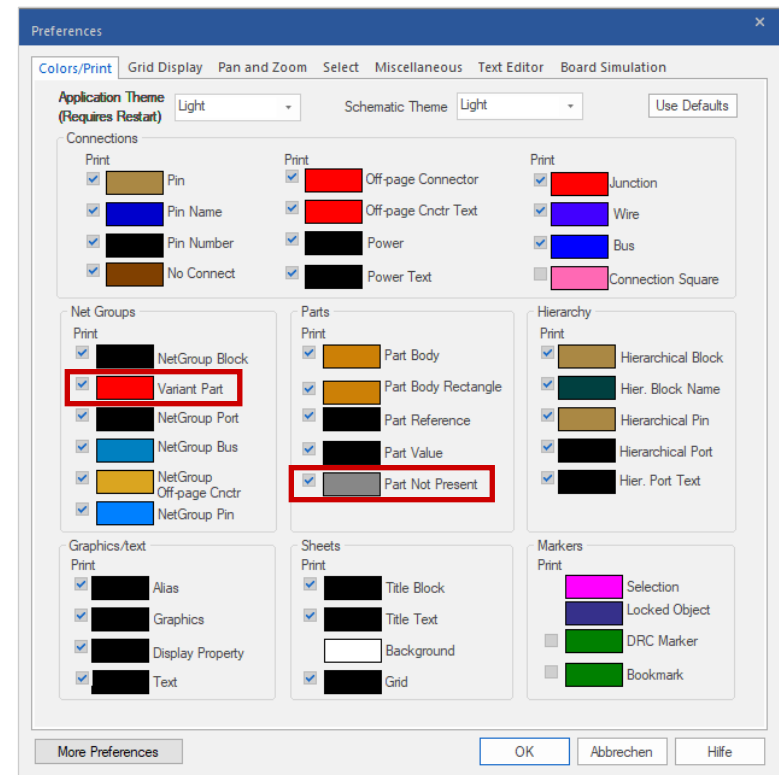 Preferences
Colors/Print Grid Display Pan and Zoom Select Miscellaneous Text Editor Board Simulation
Application Theme
(Requires Restart) Light Schematic Theme Light Use Defaults
Connections
Print Print Print
Pin Off-page Connector Junction
Pin Name Off-page Cnctr Text Wire
Pin Number Power Bus
No Connect Power Text Connection Square
Net Groups Parts Hierarchy
Print Print Print
NetGroup Block Part Body Hierarchical Block
Variant Part Part Body Rectangle Hier. Block Name
NetGroup Port Part Reference Hierarchical Pin
NetGroup Bus Part Value Hierarchical Port
NetGroup
Off-page Cnctr Part Not Present Hier. Port Text
NetGroup Pin
Graphics/text Sheets Markers
Print Print Print
Alias Title Block Selection
Graphics Title Text Locked Object
Display Property Background DRC Marker
Text Grid Bookmark
More Preferences OK Abbrechen Hilfe